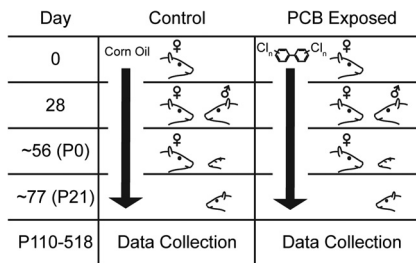 Day Control PCB Exposed
0 Corn Oil ♀ Cln Cln ♀
28 ♀ ♂ ♀ ♂
~56 (P0) ♀ ♀
~77 (P21)
P110-518 Data Collection Data Collection